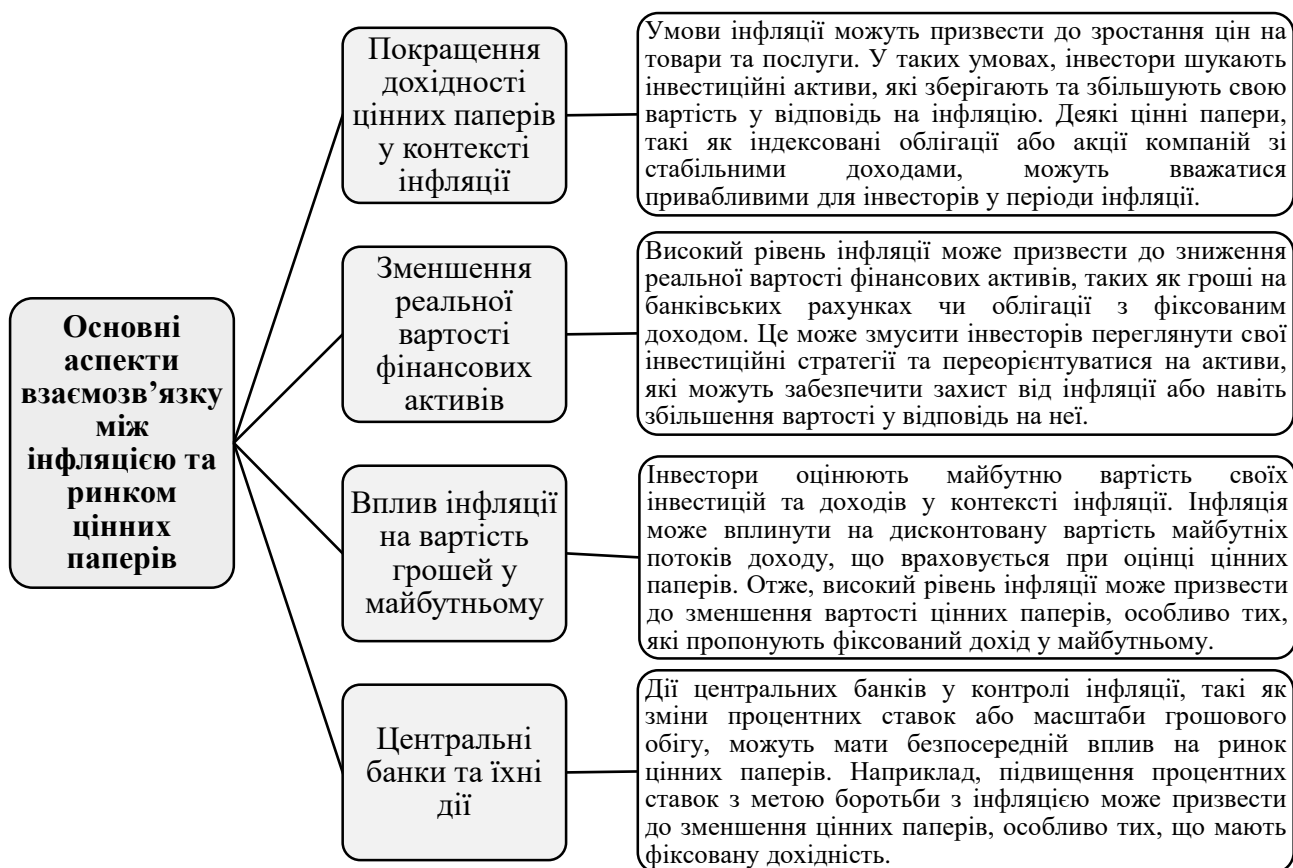 Основні
аспекти
взаємозв’язку
між
інфляцією та
ринком
цінних
паперів
Покращення
дохідності
цінних паперів
у контексті
інфляції
Умови інфляції можуть призвести до зростання цін на
товари та послуги. У таких умовах, інвестори шукають
інвестиційні активи, які зберігають та збільшують свою
вартість у відповідь на інфляцію. Деякі цінні папери,
такі як індексовані облігації або акції компаній зі
стабільними доходами, можуть вважатися
привабливими для інвесторів у періоди інфляції.
Зменшення
реальної
вартості
фінансових
активів
Високий рівень інфляції може призвести до зниження
реальної вартості фінансових активів, таких як гроші на
банківських рахунках чи облігації з фіксованим
доходом. Це може змусити інвесторів переглянути свої
інвестиційні стратегії та переорієнтуватися на активи,
які можуть забезпечити захист від інфляції або навіть
збільшення вартості у відповідь на неї.
Вплив інфляції
на вартість
грошей у
майбутньому
Інвестори оцінюють майбутню вартість своїх
інвестицій та доходів у контексті інфляції. Інфляція
може вплинути на дисконтовану вартість майбутніх
потоків доходу, що враховується при оцінці цінних
паперів. Отже, високий рівень інфляції може призвести
до зменшення вартості цінних паперів, особливо тих,
які пропонують фіксований дохід у майбутньому.
Центральні
банки та їхні
дії
Дії центральних банків у контролі інфляції, такі як
зміни процентних ставок або масштаби грошового
обігу, можуть мати безпосередній вплив на ринок
цінних паперів. Наприклад, підвищення процентних
ставок з метою боротьби з інфляцією може призвести
до зменшення цінних паперів, особливо тих, що мають
фіксовану дохідність.